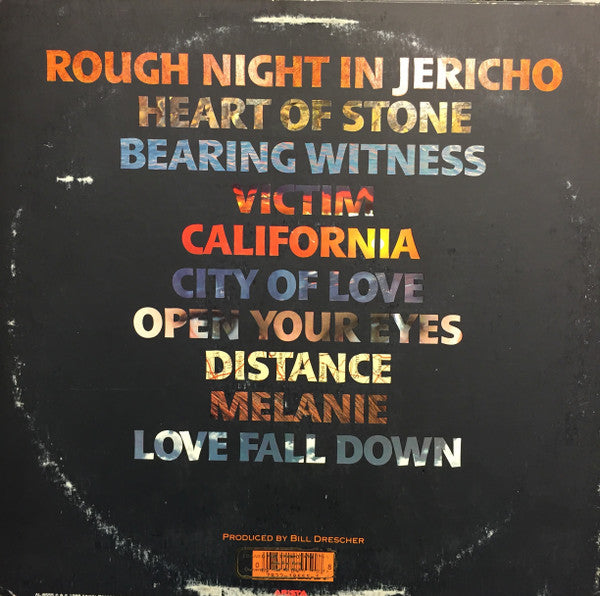 ROUGH NIGHT IN JERICHO
HEART OF STONE
BEARING WITNESS
VICTIM
CALIFORNIA
CITY OF LOVE
OPEN YOUR EYES
DISTANCE
MELANIE
LOVE FALL DOWN
PRODUCED BY BILL DRESCHER
ARISTA